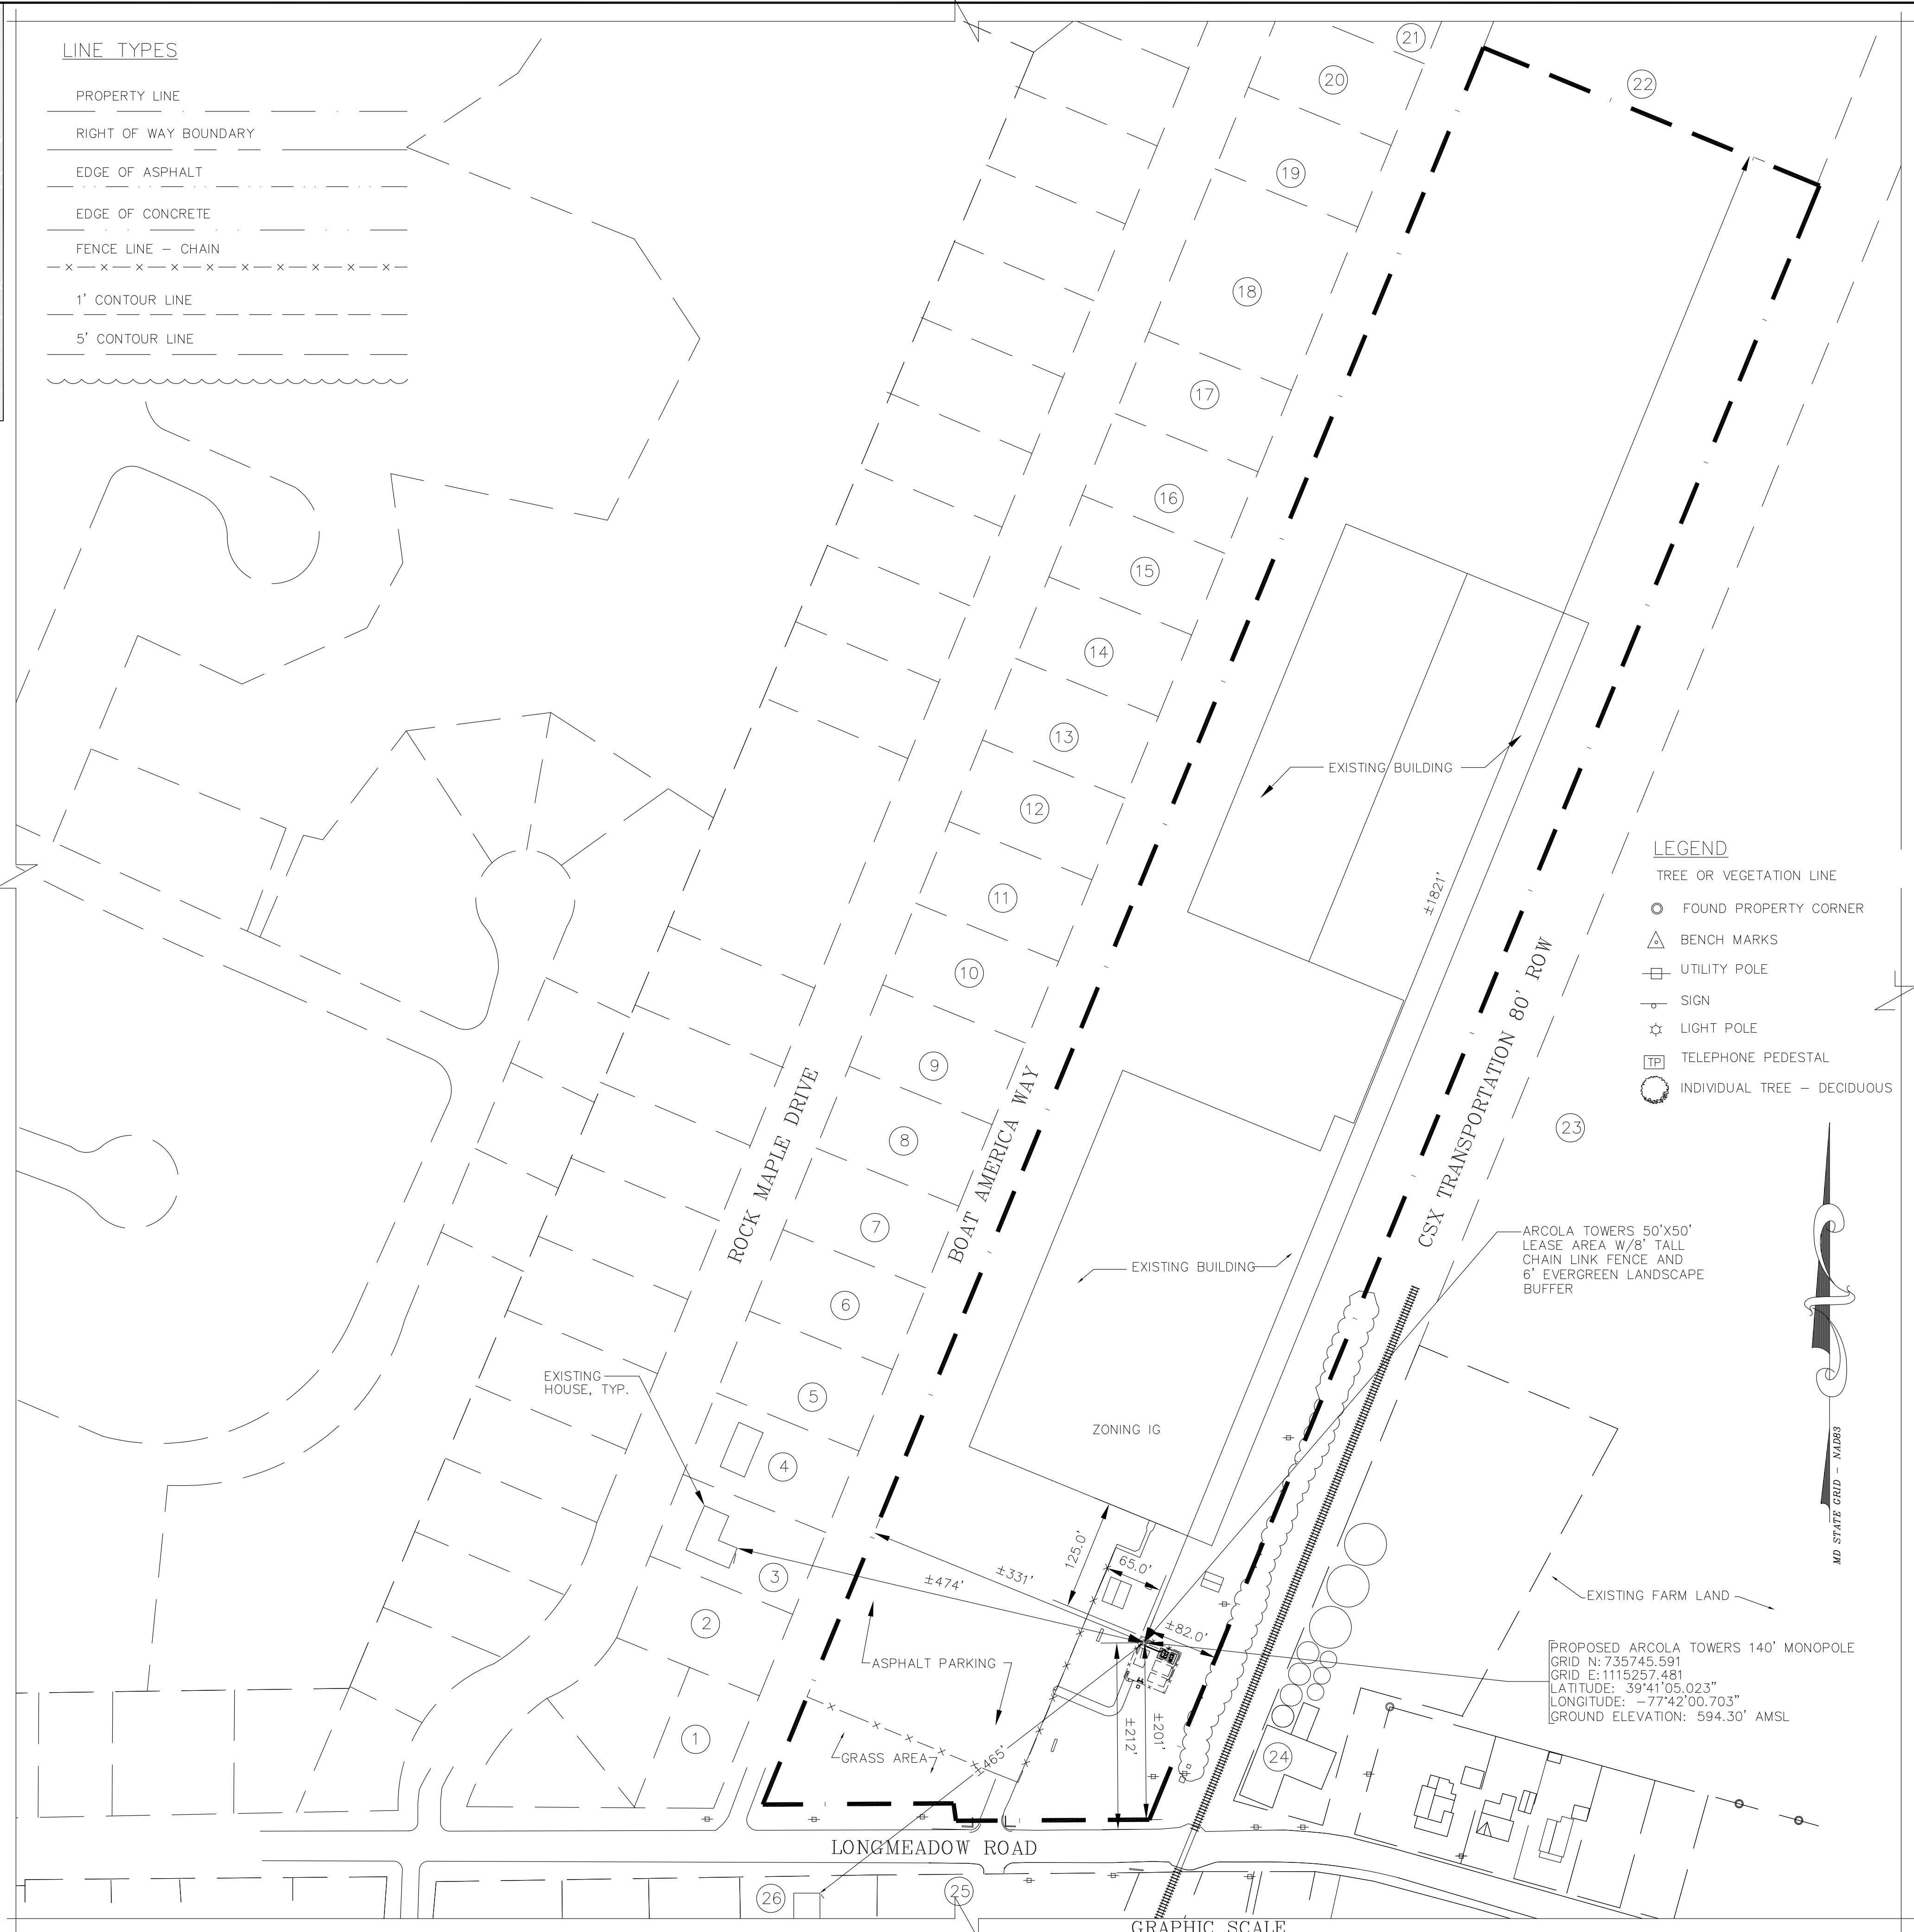 LINE TYPES
PROPERTY LINE
RIGHT OF WAY BOUNDARY
EDGE OF ASPHALT
EDGE OF CONCRETE
FENCE LINE – CHAIN
1' CONTOUR LINE
5' CONTOUR LINE
21
20
22
19
18
17
16
15
14
13
12
11
10
9
8
7
6
5
4
3
2
1
EXISTING BUILDING
±1821'
LEGEND
TREE OR VEGETATION LINE
FOUND PROPERTY CORNER
BENCH MARKS
UTILITY POLE
SIGN
LIGHT POLE
TP TELEPHONE PEDESTAL
INDIVIDUAL TREE – DECIDUOUS
23
ROCK MAPLE DRIVE
BOAT AMERICA WAY
CSX TRANSPORTATION 80' ROW
ARCOLA TOWERS 50'X50'
LEASE AREA W/8' TALL
CHAIN LINK FENCE AND
6' EVERGREEN LANDSCAPE
BUFFER
EXISTING BUILDING
EXISTING
HOUSE, TYP.
ZONING IG
MD STATE GRID – NAD83
125.0'
65.0'
±331'
±474'
±82.0'
EXISTING FARM LAND
ASPHALT PARKING
PROPOSED ARCOLA TOWERS 140' MONOPOLE
GRID N: 735745.591
GRID E: 1115257.481
LATITUDE: 39°41'05.023"
LONGITUDE: –77°42'00.703"
GROUND ELEVATION: 594.30' AMSL
±212'
±201'
GRASS AREA
±465'
24
LONGMEADOW ROAD
26
25
GRAPHIC SCALE